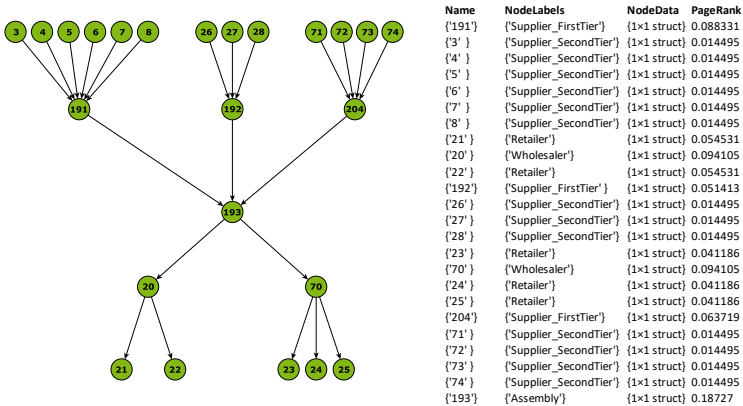 3 4 5 6 7 8 26 27 28 71 72 73 74
191 192 204
193
20 70
21 22 23 24 25
Name NodeLabels NodeData PageRank
{'191'} {'Supplier_FirstTier'} {1×1 struct} 0.088331
{'3' } {'Supplier_SecondTier'} {1×1 struct} 0.014495
{'4' } {'Supplier_SecondTier'} {1×1 struct} 0.014495
{'5' } {'Supplier_SecondTier'} {1×1 struct} 0.014495
{'6' } {'Supplier_SecondTier'} {1×1 struct} 0.014495
{'7' } {'Supplier_SecondTier'} {1×1 struct} 0.014495
{'8' } {'Supplier_SecondTier'} {1×1 struct} 0.014495
{'21' } {'Retailer'} {1×1 struct} 0.054531
{'20' } {'Wholesaler'} {1×1 struct} 0.094105
{'22' } {'Retailer'} {1×1 struct} 0.054531
{'192'} {'Supplier_FirstTier' } {1×1 struct} 0.051413
{'26' } {'Supplier_SecondTier'} {1×1 struct} 0.014495
{'27' } {'Supplier_SecondTier'} {1×1 struct} 0.014495
{'28' } {'Supplier_SecondTier'} {1×1 struct} 0.014495
{'23' } {'Retailer'} {1×1 struct} 0.041186
{'70' } {'Wholesaler'} {1×1 struct} 0.094105
{'24' } {'Retailer'} {1×1 struct} 0.041186
{'25' } {'Retailer'} {1×1 struct} 0.041186
{'204'} {'Supplier_FirstTier'} {1×1 struct} 0.063719
{'71' } {'Supplier_SecondTier'} {1×1 struct} 0.014495
{'72' } {'Supplier_SecondTier'} {1×1 struct} 0.014495
{'73' } {'Supplier_SecondTier'} {1×1 struct} 0.014495
{'74' } {'Supplier_SecondTier'} {1×1 struct} 0.014495
{'193'} {'Assembly'} {1×1 struct} 0.18727